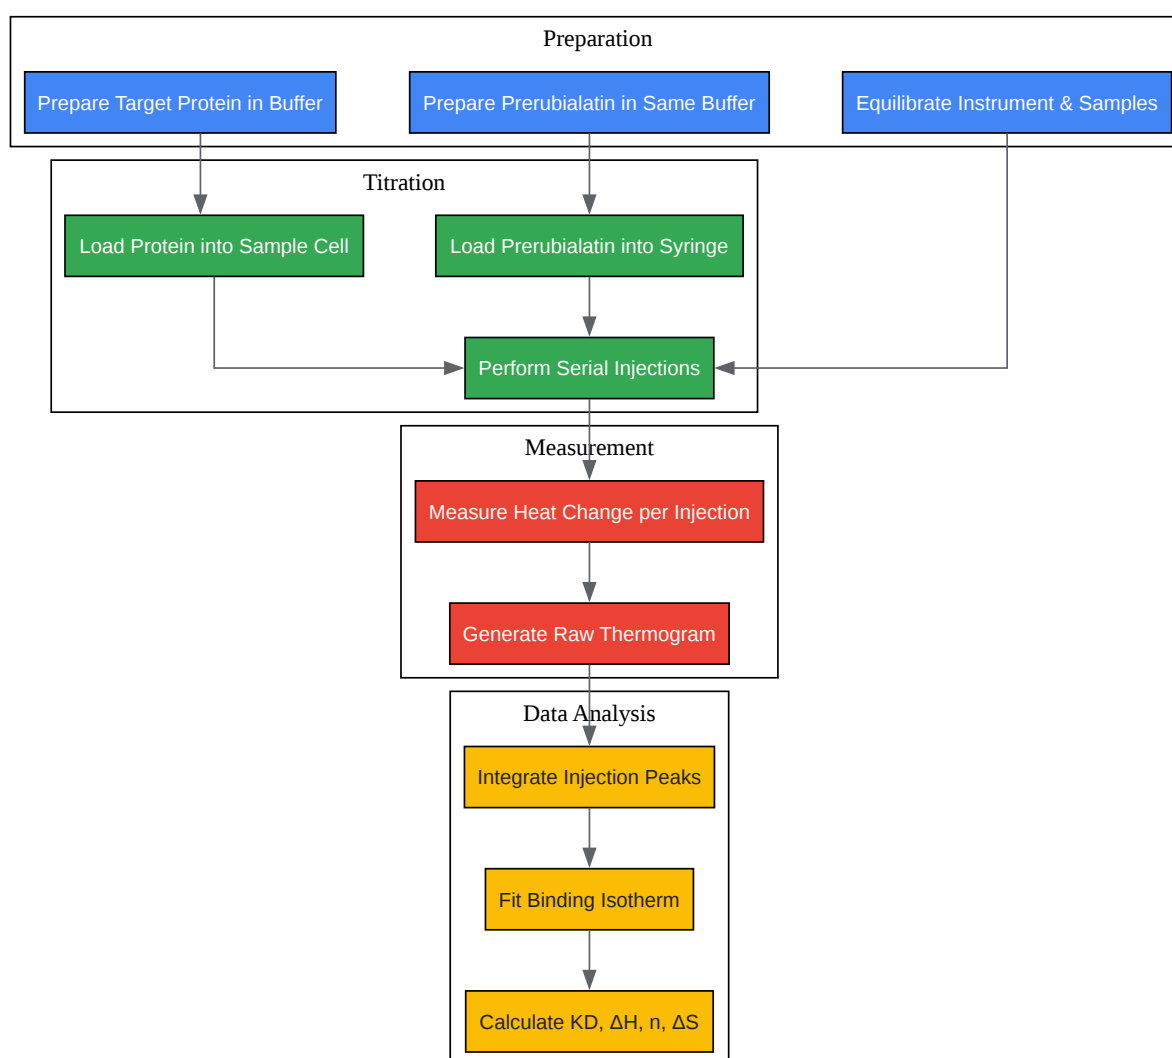 Preparation
Prepare Target Protein in Buffer
Prepare Prerubialatin in Same Buffer
Equilibrate Instrument & Samples
Titration
Load Protein into Sample Cell
Load Prerubialatin into Syringe
Perform Serial Injections
Measurement
Measure Heat Change per Injection
Generate Raw Thermogram
Data Analysis
Integrate Injection Peaks
Fit Binding Isotherm
Calculate KD, ΔH, n, ΔS